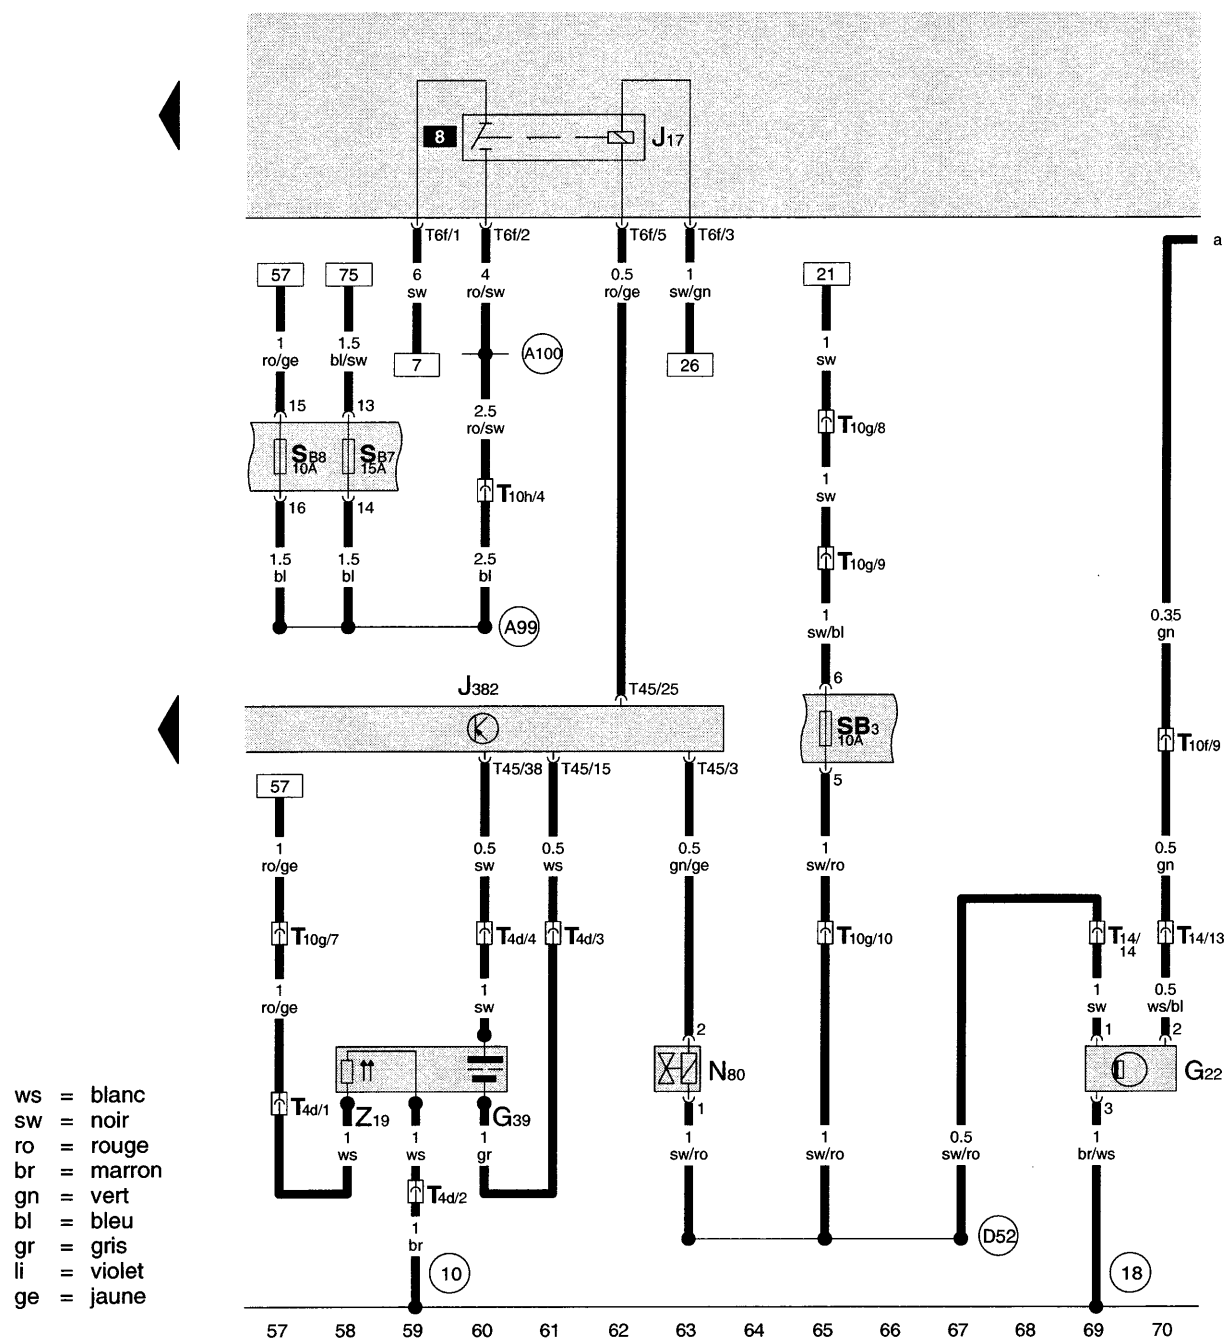 8 J17
T6f/1 T6f/2 T6f/5 T6f/3
a
57 75 6 4 0.5 1 21
sw ro/sw ro/ge sw/gn
1 1.5 1
ro/ge bl/sw sw
7 A100 26
15 13 2.5
ro/sw
T10g/8
SB8 SB7
10A 15A
1
sw
T10h/4
16 14
1.5 1.5 2.5
bl bl bl
T10g/9
A99
1
sw/bl
0.35
gn
6
J382 T45/25
SB3
10A
T10f/9
T45/38 T45/15 T45/3
5
57
1 0.5 0.5 0.5 1 0.5
ro/ge sw ws gn/ge sw/ro gn
T10g/7 T4d/4 T4d/3 T10g/10 T14/ T14/13
14
1 1 1 0.5
ro/ge sw sw ws/bl
2 1 2
N80 G22
T4d/1 Z19 G39 1 3
1 1 1 1 1 0.5 1
ws ws gr sw/ro sw/ro sw/ro br/ws
T4d/2
1
br
D52
10 18
ws = blanc
sw = noir
ro = rouge
br = marron
gn = vert
bl = bleu
gr = gris
li = violet
ge = jaune
57 58 59 60 61 62 63 64 65 66 67 68 69 70